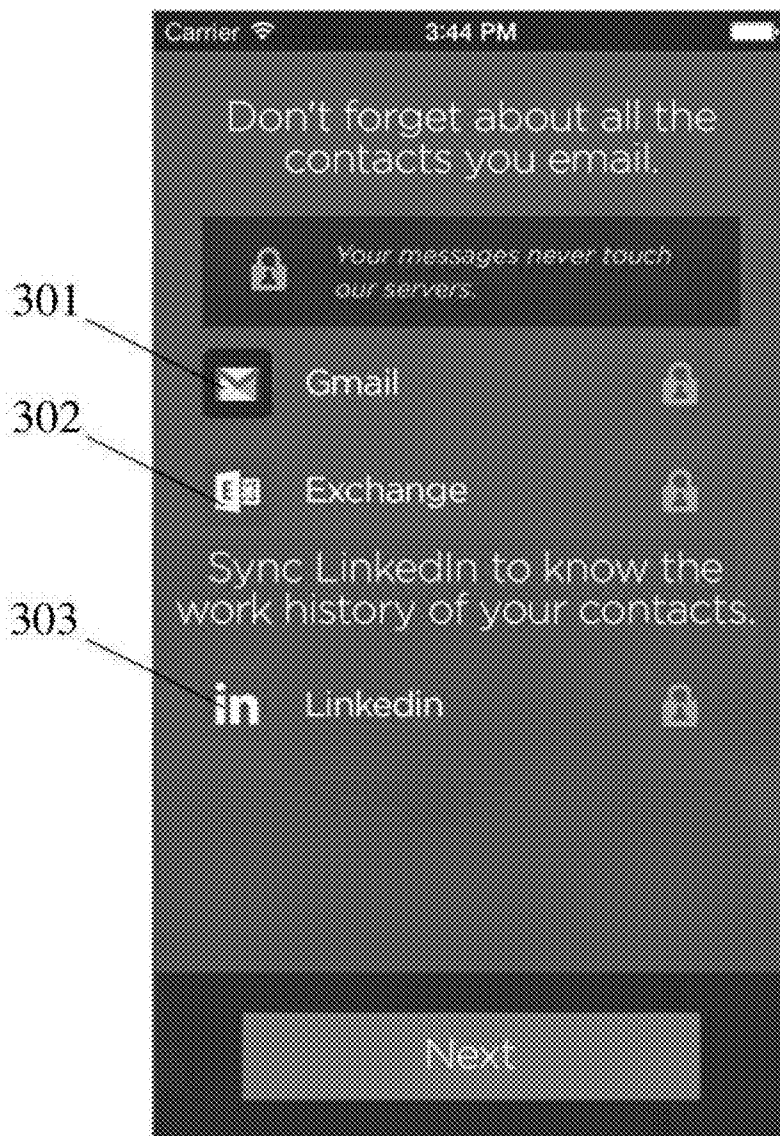 Carrier 3:44 PM
Don't forget about all the
contacts you email.
Your messages never touch
our servers
301
Gmail
302
Exchange
Sync LinkedIn to know the
work history of your contacts.
303
in LinkedIn
Next